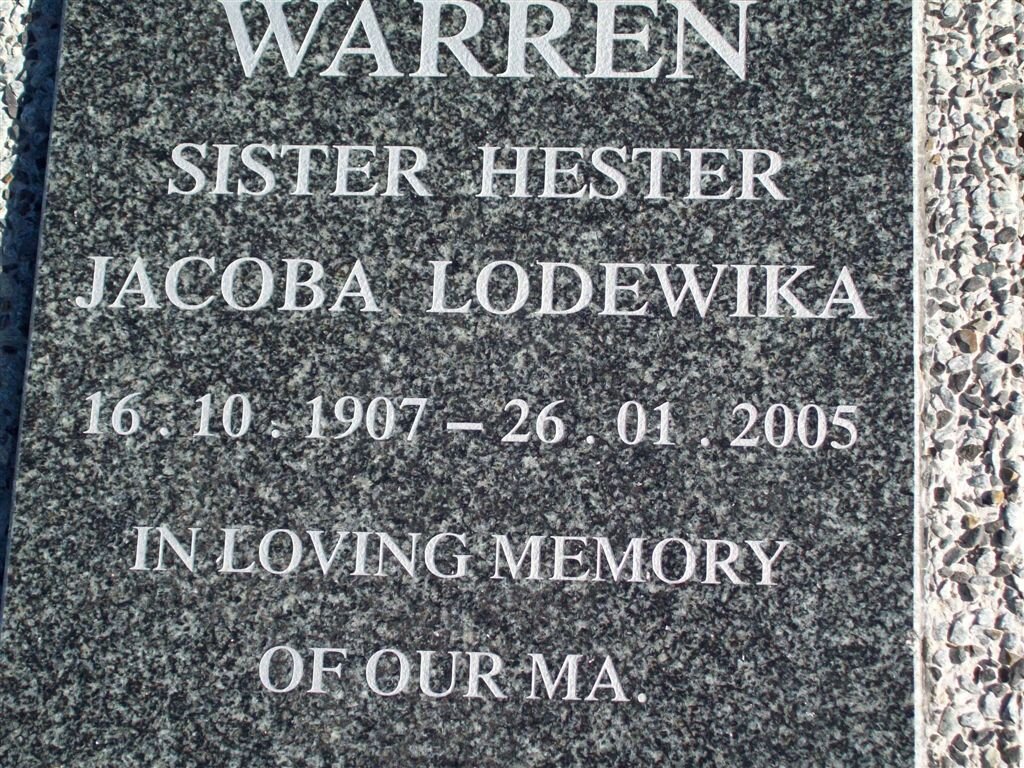 WARREN
SISTER HESTER
JACOBA LODEWIKA
16 . 10 . 1907 – 26 . 01 . 2005
IN LOVING MEMORY
OF OUR MA.